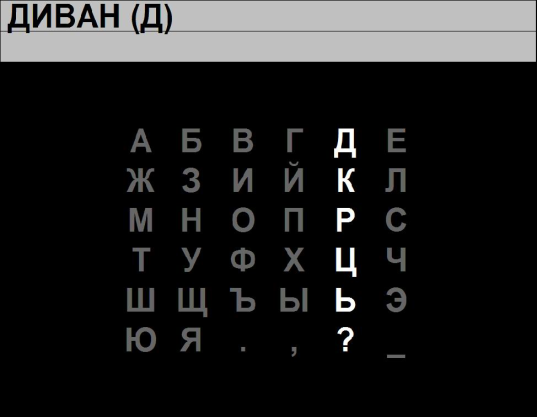 ДИВАН (Д)
А Б В Г Д Е
Ж З И Й К Л
М Н О П Р С
Т У Ф Х Ц Ч
Ш Щ Ъ Ы Ь Э
Ю Я . , ? _